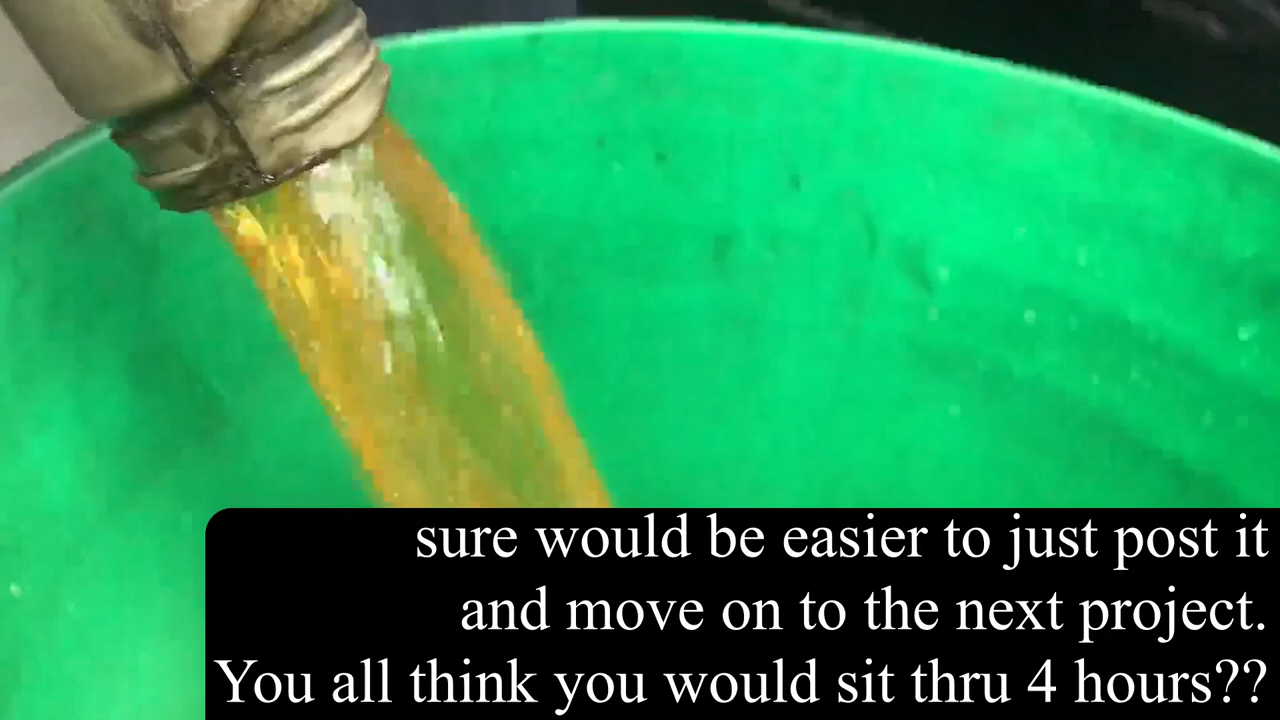 sure would be easier to just post it
and move on to the next project.
You all think you would sit thru 4 hours??